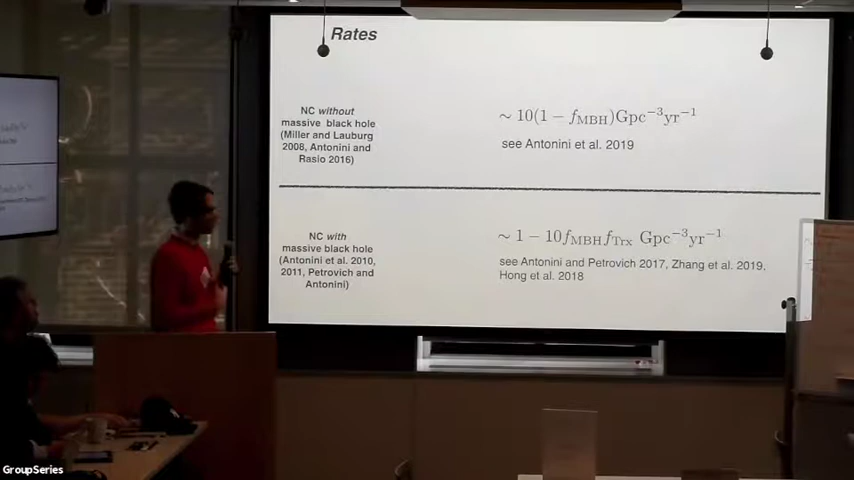 Rates
NC without
massive black hole
(Miller and Lauburg
2008, Antonini and
Rasio 2016)
∼ 10(1 − f_MBH)Gpc⁻³yr⁻¹
see Antonini et al. 2019
NC with
massive black hole
(Antonini et al. 2010,
2011, Petrovich and
Antonini)
∼ 1 − 10f_MBH f_Trx Gpc⁻³yr⁻¹
see Antonini and Petrovich 2017, Zhang et al. 2019,
Hong et al. 2018
GroupSeries